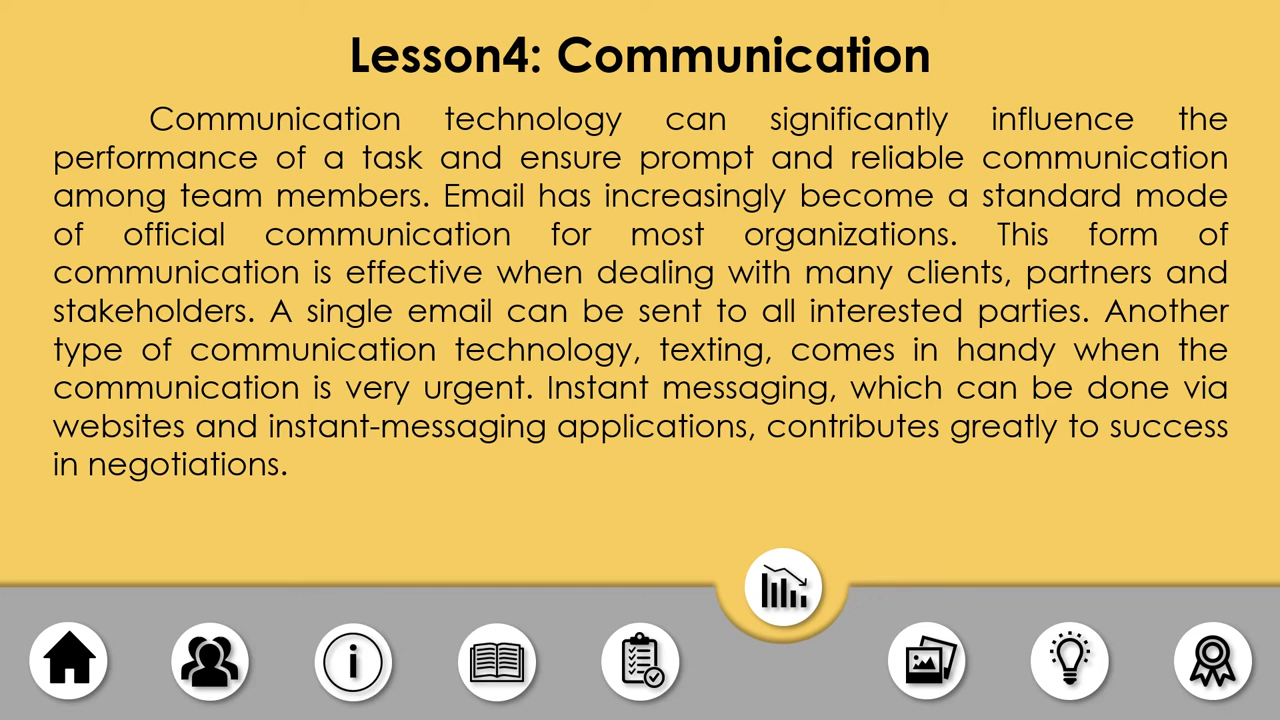 Lesson4: Communication
Communication technology can significantly influence the
performance of a task and ensure prompt and reliable communication
among team members. Email has increasingly become a standard mode
of official communication for most organizations. This form of
communication is effective when dealing with many clients, partners and
stakeholders. A single email can be sent to all interested parties. Another
type of communication technology, texting, comes in handy when the
communication is very urgent. Instant messaging, which can be done via
websites and instant-messaging applications, contributes greatly to success
in negotiations.